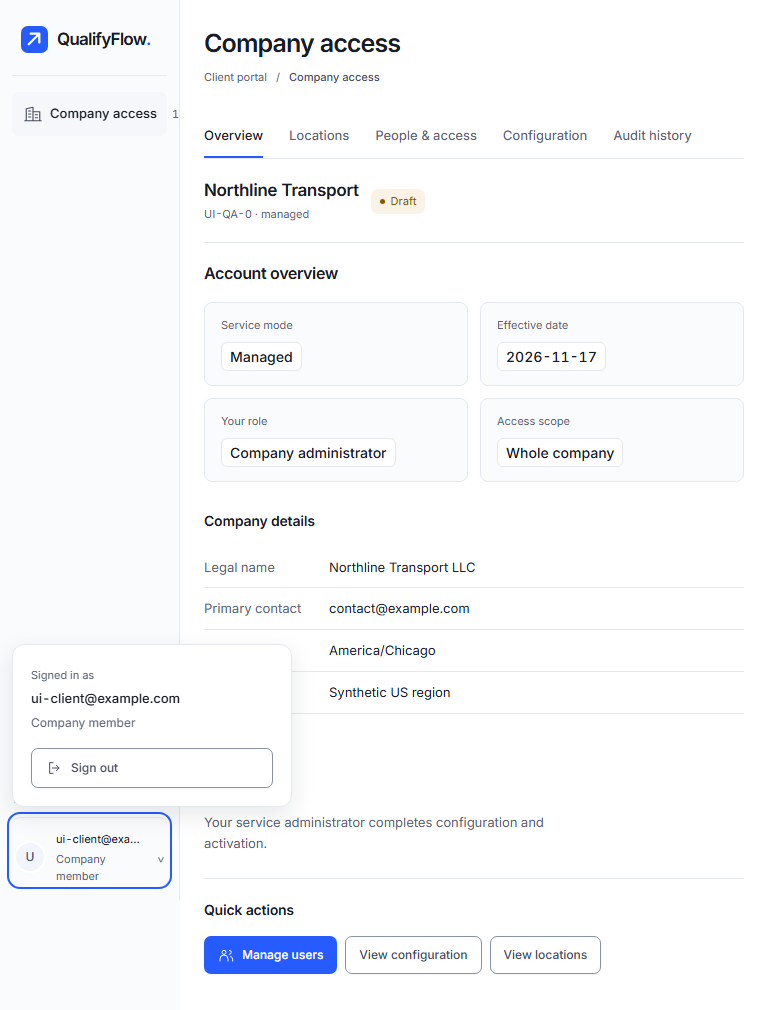 QualifyFlow.
Company access 1
Company access
Client portal / Company access
Overview Locations People & access Configuration Audit history
Northline Transport
Draft
UI-QA-0 · managed
Account overview
Service mode
Managed
Effective date
2026-11-17
Your role
Company administrator
Access scope
Whole company
Company details
Legal name Northline Transport LLC
Primary contact contact@example.com
America/Chicago
Synthetic US region
Signed in as
ui-client@example.com
Company member
Sign out
U
ui-client@exa...
Company
member
Your service administrator completes configuration and
activation.
Quick actions
Manage users View configuration View locations